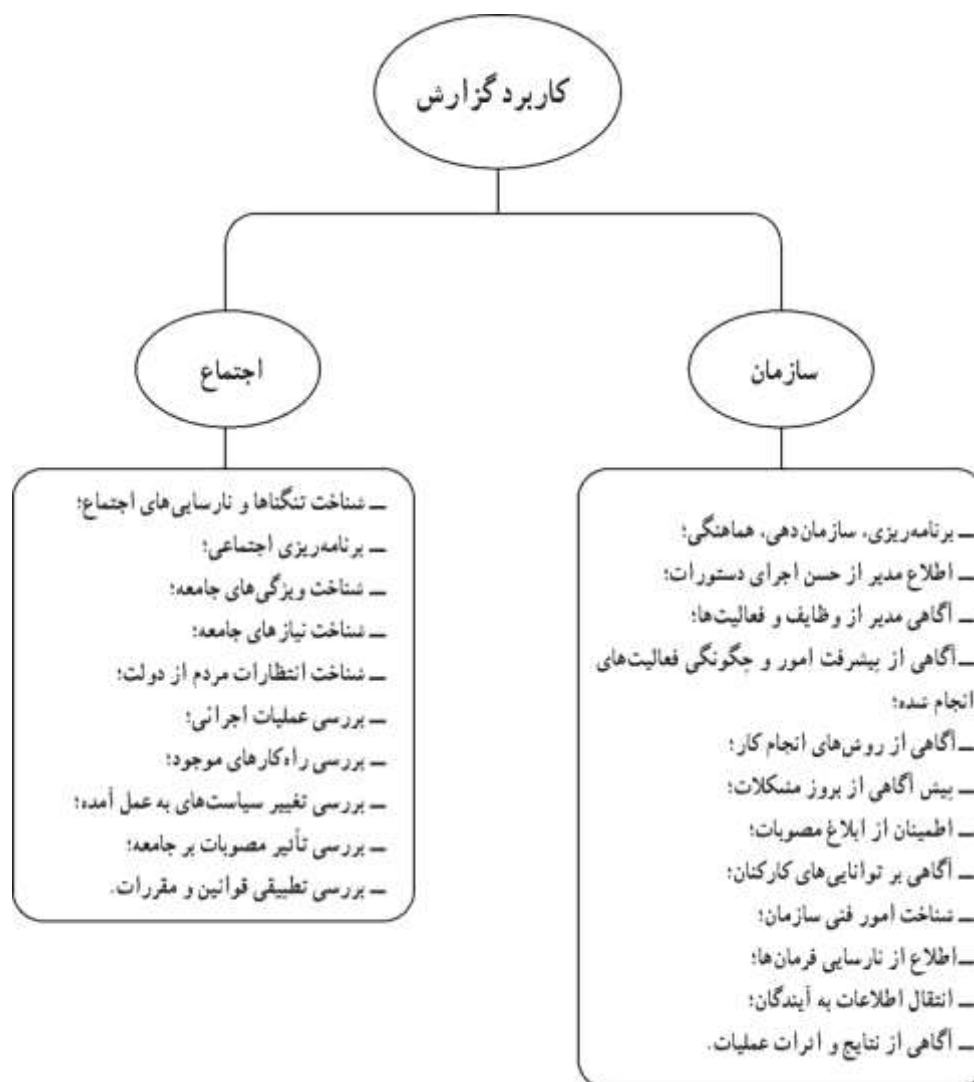 کاربرد گزارش
سازمان
ـ برنامه‌ریزی، سازمان‌دهی، هماهنگی؛
ـ اطلاع مدیر از حسن اجرای دستورات؛
ـ آگاهی مدیر از وظایف و فعالیت‌ها؛
ـ آگاهی از پیشرفت امور و چگونگی فعالیت‌های
انجام شده؛
ـ آگاهی از روش‌های انجام کار؛
ـ پیش آگاهی از بروز مشکلات؛
ـ اطمینان از ابلاغ مصوبات؛
ـ آگاهی بر توانایی‌های کارکنان؛
ـ شناخت امور فنی سازمان؛
ـ اطلاع از نارسایی فرمان‌ها؛
ـ انتقال اطلاعات به آیندگان؛
ـ آگاهی از نتایج و اثرات عملیات.
اجتماع
ـ شناخت تنگناها و نارسایی‌های اجتماع؛
ـ برنامه‌ریزی اجتماعی؛
ـ شناخت ویژگی‌های جامعه؛
ـ شناخت نیازهای جامعه؛
ـ شناخت انتظارات مردم از دولت؛
ـ بررسی عملیات اجرائی؛
ـ بررسی راه‌کارهای موجود؛
ـ بررسی تغییر سیاست‌های به عمل آمده؛
ـ بررسی تأثیر مصوبات بر جامعه؛
ـ بررسی تطبیقی قوانین و مقررات.